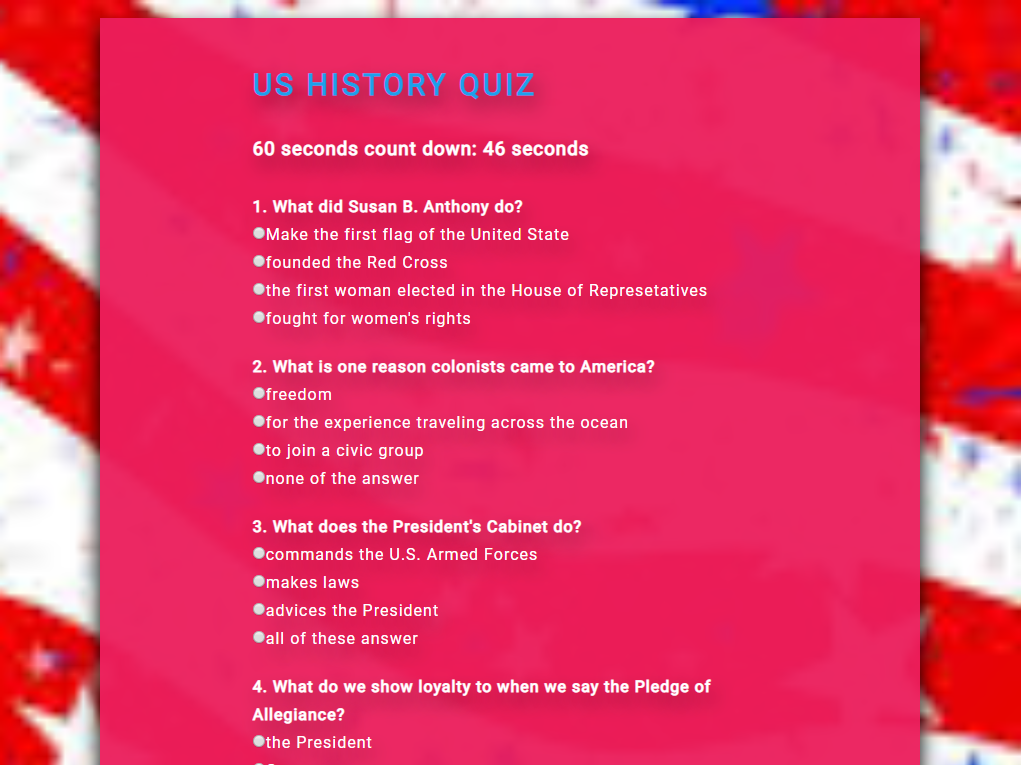 US HISTORY QUIZ
60 seconds count down: 46 seconds
1. What did Susan B. Anthony do?
Make the first flag of the United State
founded the Red Cross
the first woman elected in the House of Represetatives
fought for women's rights
2. What is one reason colonists came to America?
freedom
for the experience traveling across the ocean
to join a civic group
none of the answer
3. What does the President's Cabinet do?
commands the U.S. Armed Forces
makes laws
advices the President
all of these answer
4. What do we show loyalty to when we say the Pledge of
Allegiance?
the President